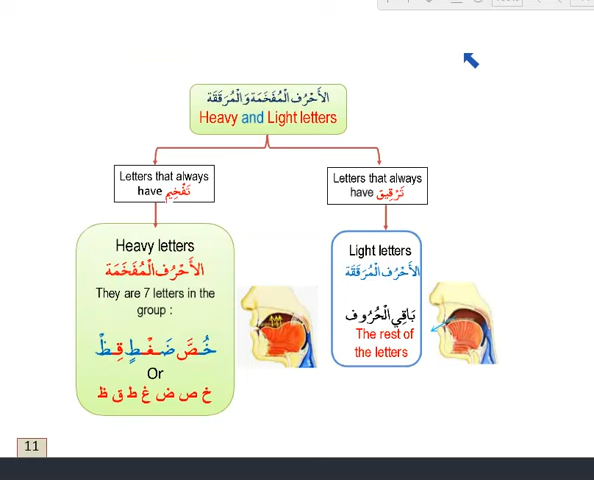 الأَحْرُف الْمُفَخَمَة وَالْمُرَقَقَة
Heavy and Light letters
Letters that always
have تَفْخِيم
Letters that always
have تَرْقِيق
Heavy letters
الأَحْرُف الْمُفَخَمَة
They are 7 letters in the
group :
خُصَّ ضَغْطٍ قِظْ
Or
خ ص ض غ ط ق ظ
Light letters
الأَحْرُف الْمُرَقَقَة
بَاقِي الْحُرُوف
The rest of
the letters
11